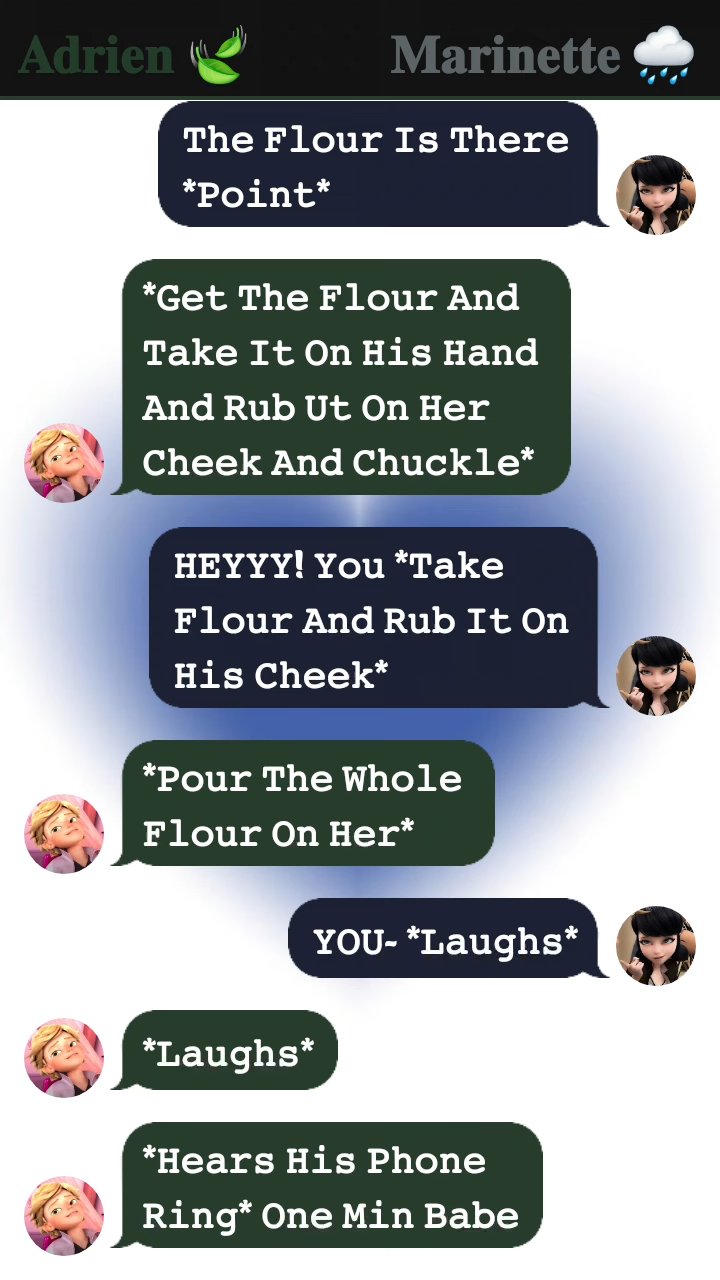 Adrien 🍃 Marinette 🌧️
The Flour Is There
*Point*
*Get The Flour And
Take It On His Hand
And Rub Ut On Her
Cheek And Chuckle*
HEYYY! You *Take
Flour And Rub It On
His Cheek*
*Pour The Whole
Flour On Her*
YOU- *Laughs*
*Laughs*
*Hears His Phone
Ring* One Min Babe